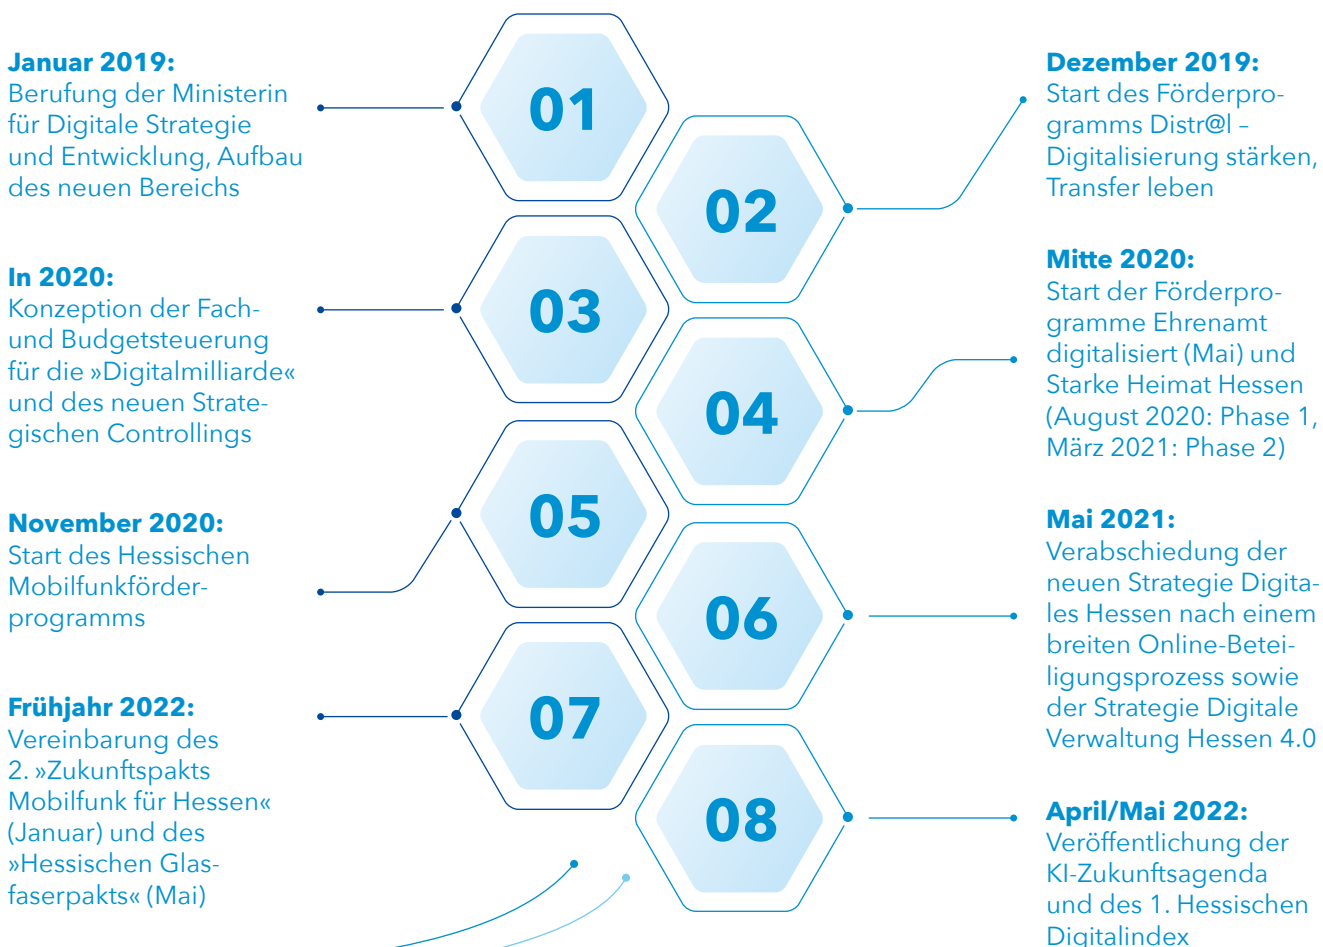 01
Januar 2019:
Berufung der Ministerin
für Digitale Strategie
und Entwicklung, Aufbau
des neuen Bereichs
02
Dezember 2019:
Start des Förderpro-
gramms Distr@l –
Digitalisierung stärken,
Transfer leben
03
In 2020:
Konzeption der Fach-
und Budgetsteuerung
für die »Digitalmilliarde«
und des neuen Strate-
gischen Controllings
04
Mitte 2020:
Start der Förderpro-
gramme Ehrenamt
digitalisiert (Mai) und
Starke Heimat Hessen
(August 2020: Phase 1,
März 2021: Phase 2)
05
November 2020:
Start des Hessischen
Mobilfunkförder-
programms
06
Mai 2021:
Verabschiedung der
neuen Strategie Digita-
les Hessen nach einem
breiten Online-Betei-
ligungsprozess sowie
der Strategie Digitale
Verwaltung Hessen 4.0
07
Frühjahr 2022:
Vereinbarung des
2. »Zukunftspakts
Mobilfunk für Hessen«
(Januar) und des
»Hessischen Glas-
faserpakts« (Mai)
08
April/Mai 2022:
Veröffentlichung der
KI-Zukunftsagenda
und des 1. Hessischen
Digitalindex